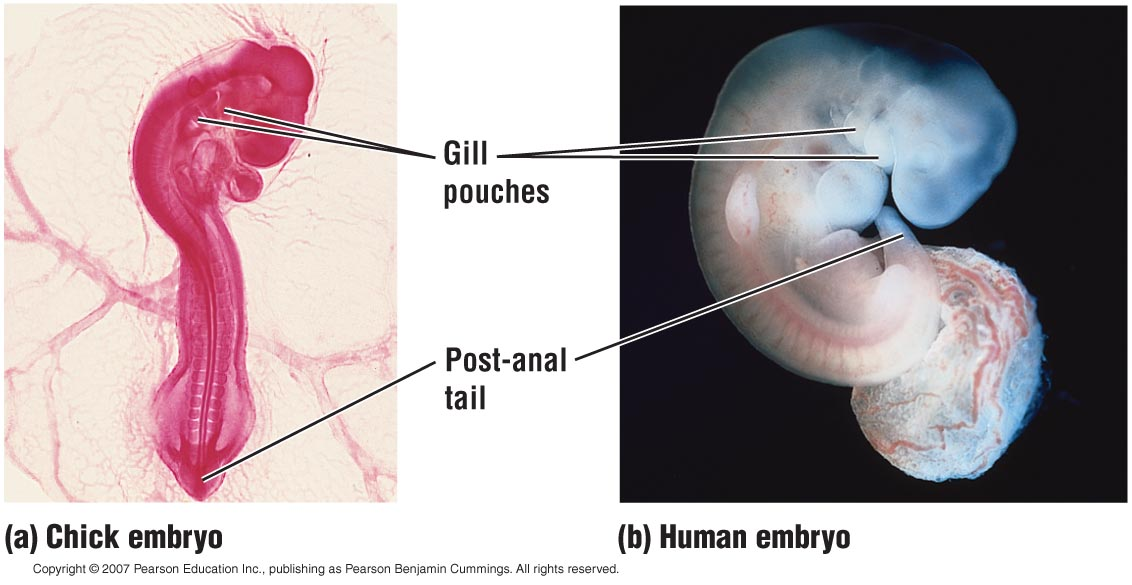 Gill
pouches
Post-anal
tail
(a) Chick embryo
(b) Human embryo
Copyright © 2007 Pearson Education Inc., publishing as Pearson Benjamin Cummings. All rights reserved.